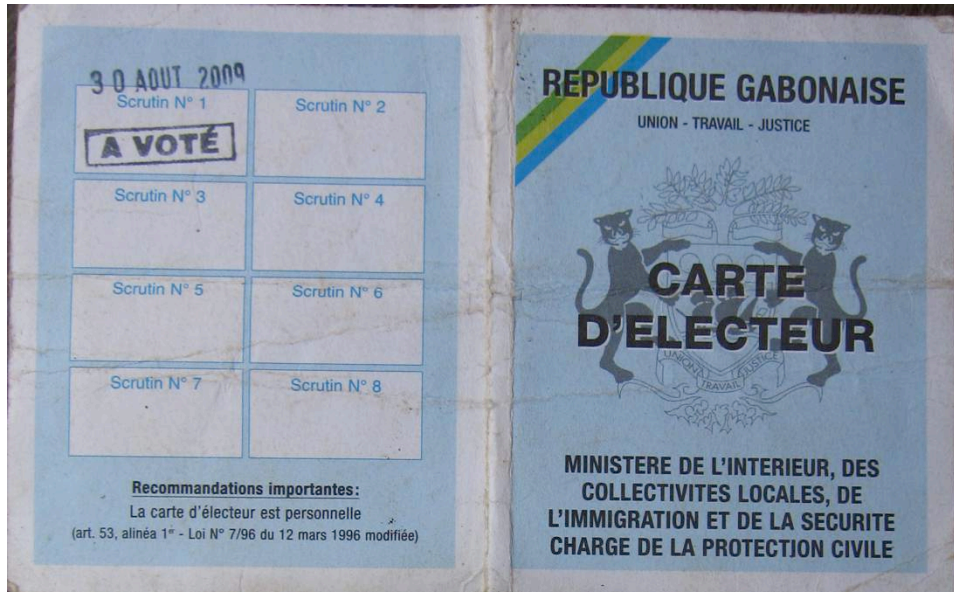 30 AOUT 2009
Scrutin N° 1
A VOTÉ
Scrutin N° 2
Scrutin N° 3
Scrutin N° 4
Scrutin N° 5
Scrutin N° 6
Scrutin N° 7
Scrutin N° 8
Recommandations importantes:
La carte d'électeur est personnelle
(art. 53, alinéa 1er - Loi N° 7/96 du 12 mars 1996 modifiée)
REPUBLIQUE GABONAISE
UNION - TRAVAIL - JUSTICE
CARTE
D'ELECTEUR
UNION TRAVAIL JUSTICE
MINISTERE DE L'INTERIEUR, DES
COLLECTIVITES LOCALES, DE
L'IMMIGRATION ET DE LA SECURITE
CHARGE DE LA PROTECTION CIVILE